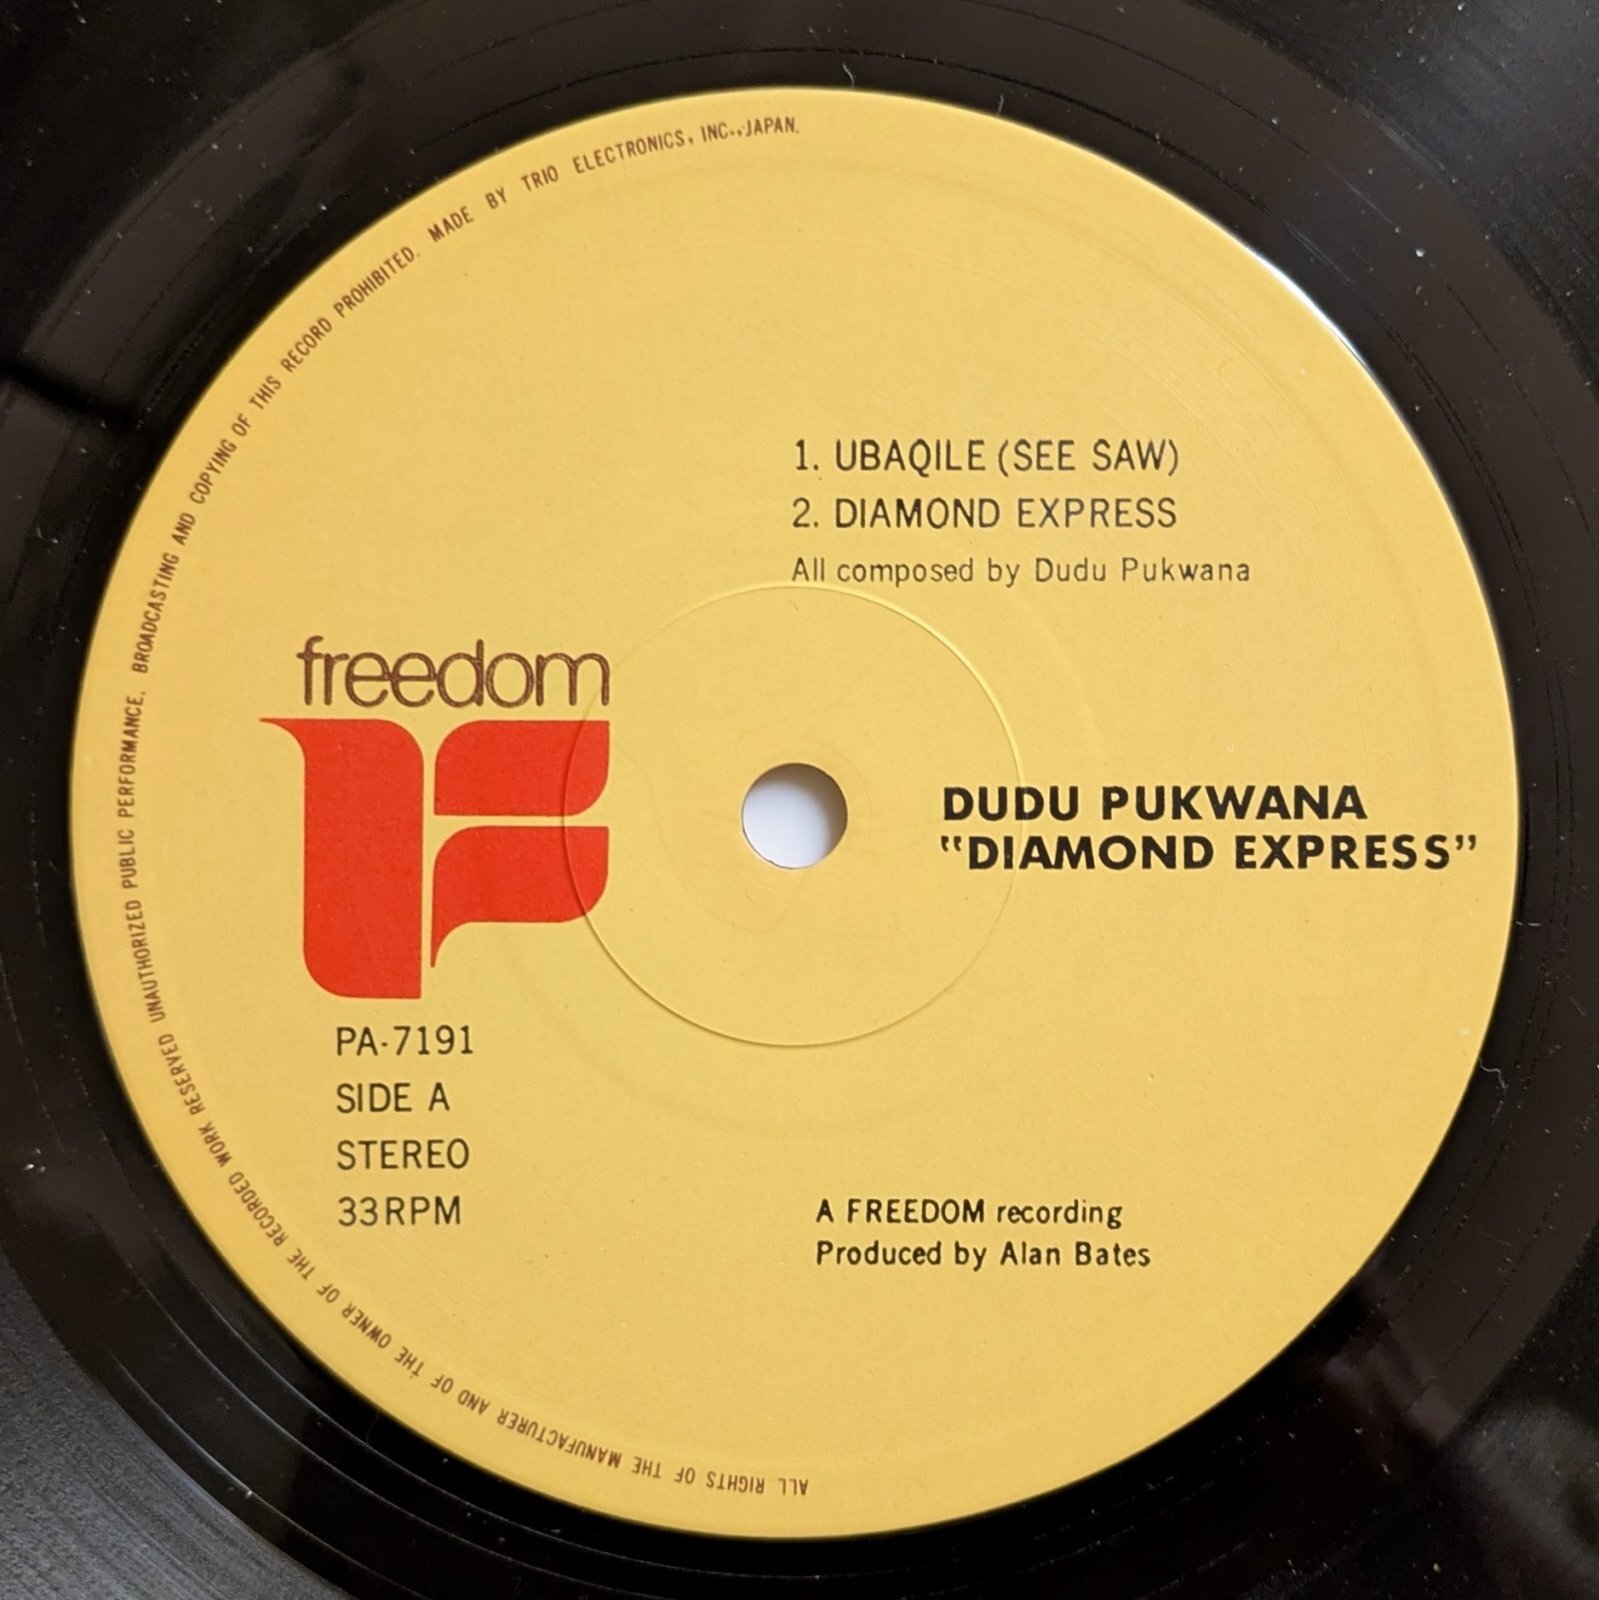 1. UBAQILE (SEE SAW)
2. DIAMOND EXPRESS
All composed by Dudu Pukwana
freedom
DUDU PUKWANA
"DIAMOND EXPRESS"
PA-7191
SIDE A
STEREO
33RPM
A FREEDOM recording
Produced by Alan Bates
ALL RIGHTS OF THE MANUFACTURER AND OF THE OWNER OF THE RECORDED WORK RESERVED UNAUTHORIZED PUBLIC PERFORMANCE, BROADCASTING AND COPYING OF THIS RECORD PROHIBITED. MADE BY TRIO ELECTRONICS, INC., JAPAN.